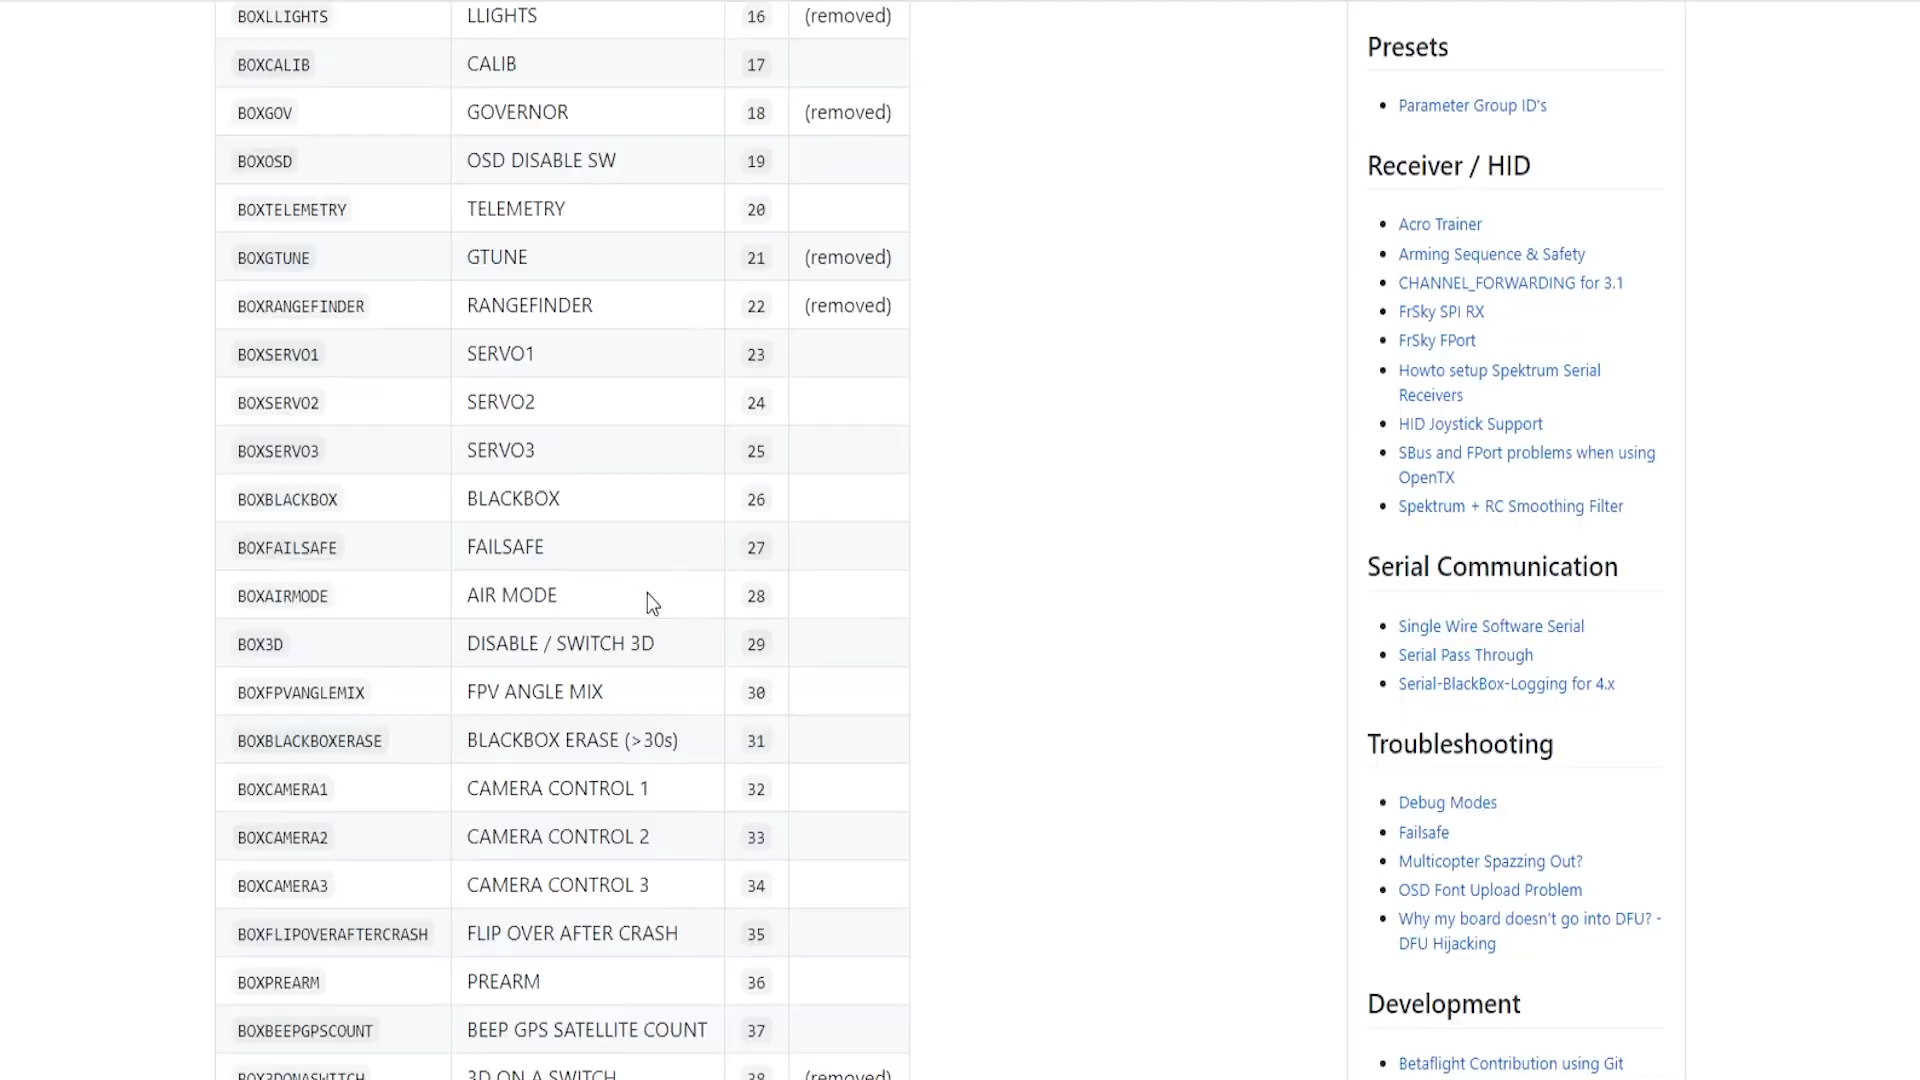 BOXLLIGHTS LLIGHTS 16 (removed)
BOXCALIB CALIB 17
BOXGOV GOVERNOR 18 (removed)
BOXOSD OSD DISABLE SW 19
BOXTELEMETRY TELEMETRY 20
BOXGTUNE GTUNE 21 (removed)
BOXRANGEFINDER RANGEFINDER 22 (removed)
BOXSERVO1 SERVO1 23
BOXSERVO2 SERVO2 24
BOXSERVO3 SERVO3 25
BOXBLACKBOX BLACKBOX 26
BOXFAILSAFE FAILSAFE 27
BOXAIRMODE AIR MODE 28
BOX3D DISABLE / SWITCH 3D 29
BOXFPVANGLEMIX FPV ANGLE MIX 30
BOXBLACKBOXERASE BLACKBOX ERASE (>30s) 31
BOXCAMERA1 CAMERA CONTROL 1 32
BOXCAMERA2 CAMERA CONTROL 2 33
BOXCAMERA3 CAMERA CONTROL 3 34
BOXFLIPOVERAFTERCRASH FLIP OVER AFTER CRASH 35
BOXPREARM PREARM 36
BOXBEEPGPSCOUNT BEEP GPS SATELLITE COUNT 37
BOX3DONASWITCH 3D ON A SWITCH 38 (removed)
Presets
Parameter Group ID's
Receiver / HID
Acro Trainer
Arming Sequence & Safety
CHANNEL_FORWARDING for 3.1
FrSky SPI RX
FrSky FPort
Howto setup Spektrum Serial
Receivers
HID Joystick Support
SBus and FPort problems when using
OpenTX
Spektrum + RC Smoothing Filter
Serial Communication
Single Wire Software Serial
Serial Pass Through
Serial-BlackBox-Logging for 4.x
Troubleshooting
Debug Modes
Failsafe
Multicopter Spazzing Out?
OSD Font Upload Problem
Why my board doesn't go into DFU? -
DFU Hijacking
Development
Betaflight Contribution using Git